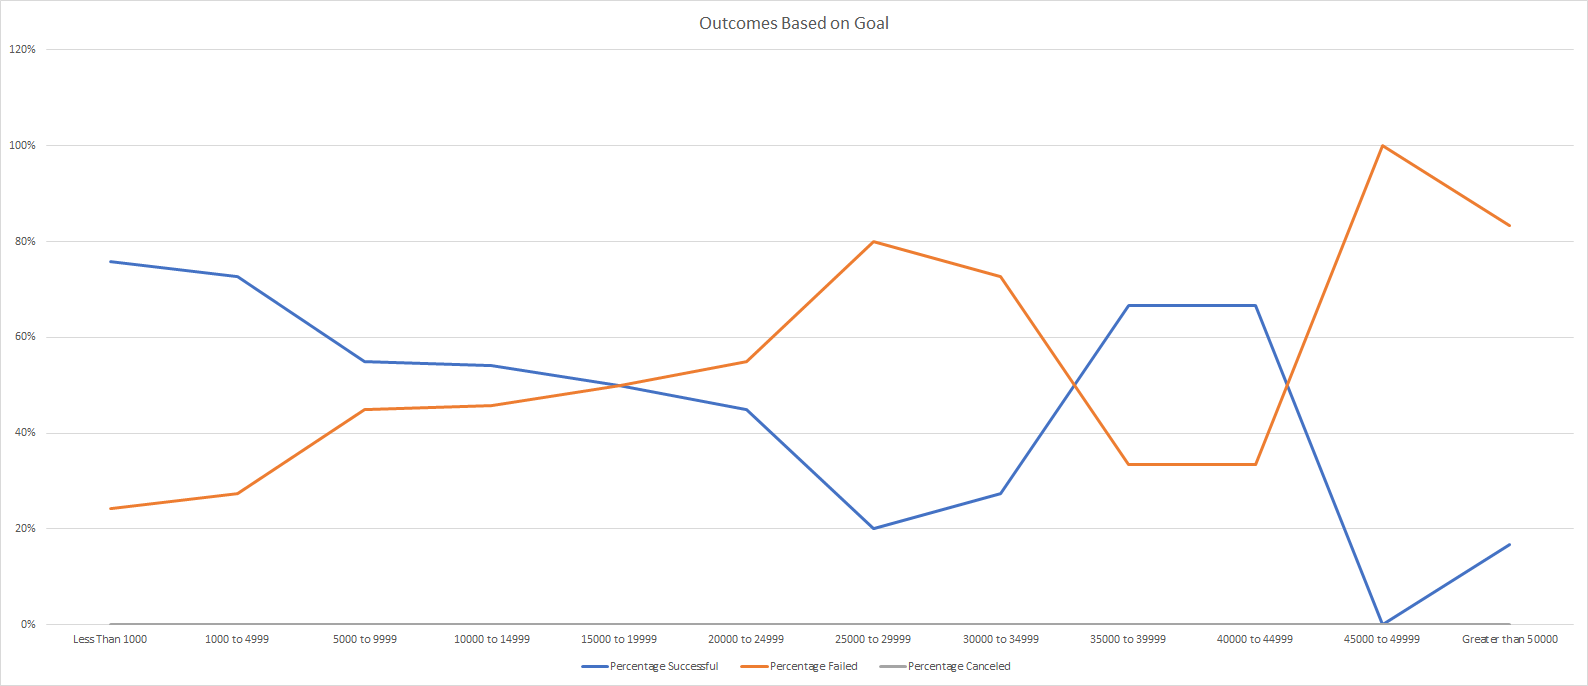 Outcomes Based on Goal
120%
100%
80%
60%
40%
20%
0%
Less Than 1000 1000 to 4999 5000 to 9999 10000 to 14999 15000 to 19999 20000 to 24999 25000 to 29999 30000 to 34999 35000 to 39999 40000 to 44999 45000 to 49999 Greater than 50000
Percentage Successful Percentage Failed Percentage Canceled